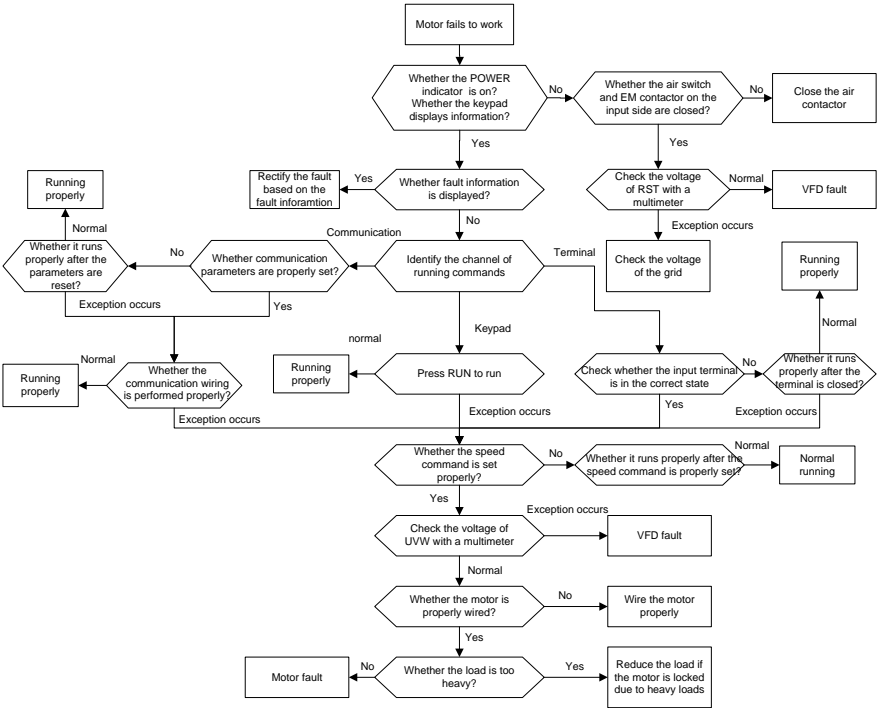 Motor fails to work
Whether the POWER
indicator is on?
Whether the keypad
displays information?
No
Whether the air switch
and EM contactor on the
input side are closed?
No
Close the air
contactor
Yes
Yes
Rectify the fault
based on the
fault inforamtion
Yes
Whether fault information
is displayed?
Check the voltage
of RST with a
multimeter
Normal
VFD fault
Running
properly
Normal
No
Exception occurs
Communication
Whether it runs
properly after the
parameters are
reset?
No
Whether communication
parameters are properly set?
Identify the channel of
running commands
Terminal
Check the voltage
of the grid
Running
properly
Exception occurs
Yes
Keypad
Normal
normal
Running
properly
Normal
Whether the
communication wiring
is performed properly?
Running
properly
Press RUN to run
Check whether the input terminal
is in the correct state
No
Whether it runs
properly after the
terminal is closed?
Exception occurs
Exception occurs
Yes
Exception occurs
Whether the speed
command is set
properly?
No
Whether it runs properly after the
speed command is properly set?
Normal
Normal
running
Yes
Exception occurs
Check the voltage of
UVW with a multimeter
VFD fault
Normal
Whether the motor is
properly wired?
No
Wire the motor
properly
Yes
Motor fault
No
Whether the load is too
heavy?
Yes
Reduce the load if
the motor is locked
due to heavy loads